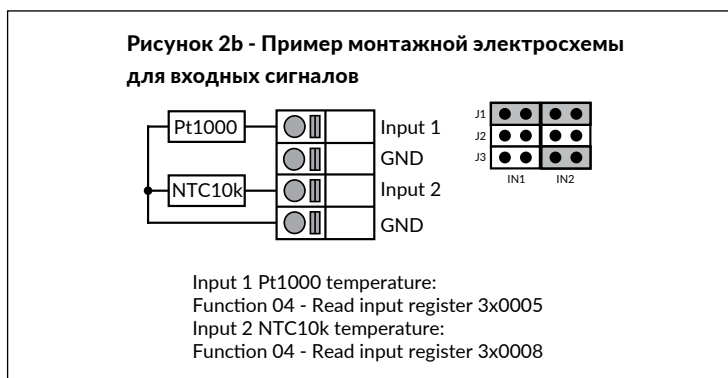 Рисунок 2b - Пример монтажной электросхемы
для входных сигналов
Pt1000
Input 1
GND
NTC10k
Input 2
GND
J1
J2
J3
IN1 IN2
Input 1 Pt1000 temperature:
Function 04 - Read input register 3x0005
Input 2 NTC10k temperature:
Function 04 - Read input register 3x0008